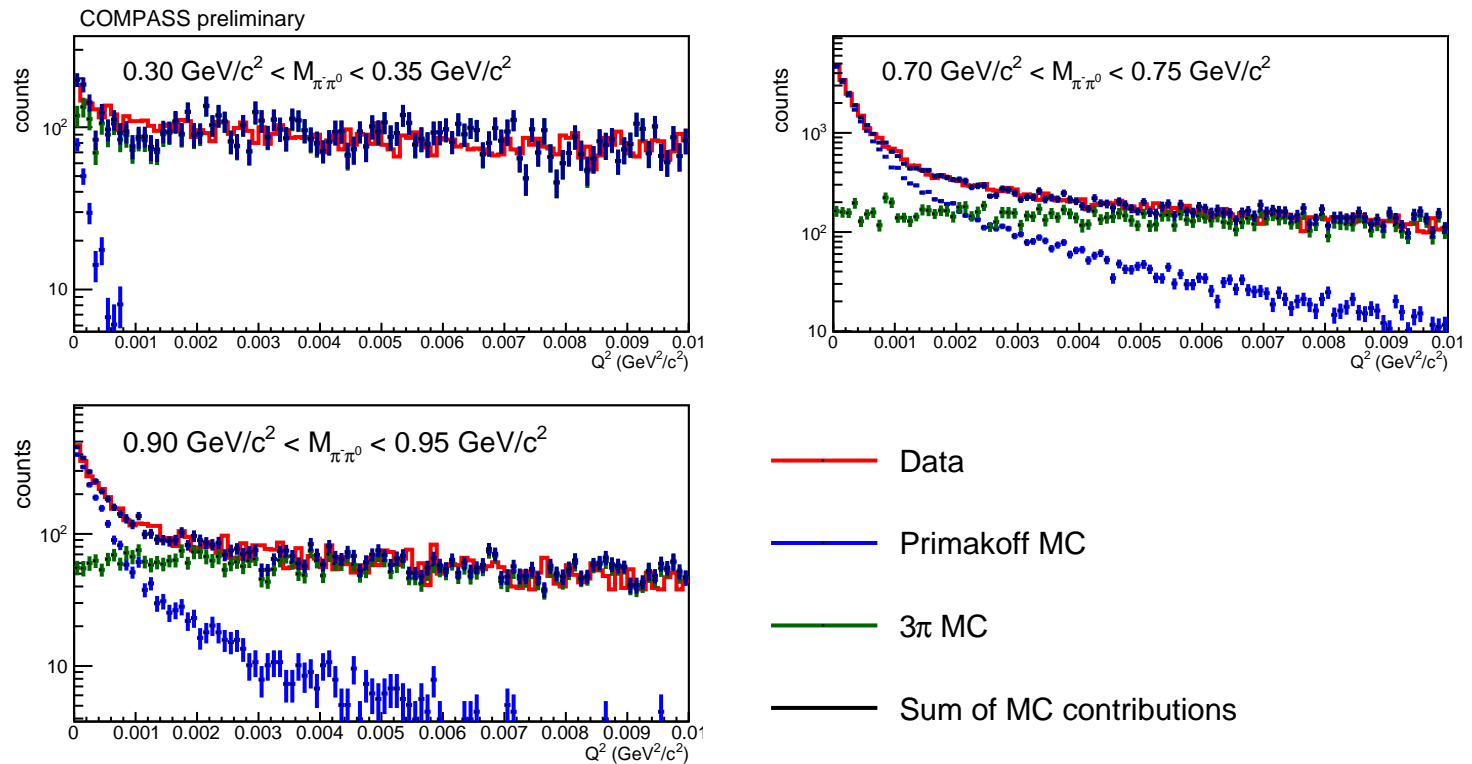 COMPASS preliminary
counts
0.30 GeV/c² < M_π⁻π⁰ < 0.35 GeV/c²
10²
10
0 0.001 0.002 0.003 0.004 0.005 0.006 0.007 0.008 0.009 0.01
Q² (GeV²/c²)
counts
0.70 GeV/c² < M_π⁻π⁰ < 0.75 GeV/c²
10³
10²
10
0 0.001 0.002 0.003 0.004 0.005 0.006 0.007 0.008 0.009 0.01
Q² (GeV²/c²)
counts
0.90 GeV/c² < M_π⁻π⁰ < 0.95 GeV/c²
10²
10
0 0.001 0.002 0.003 0.004 0.005 0.006 0.007 0.008 0.009 0.01
Q² (GeV²/c²)
Data
Primakoff MC
3π MC
Sum of MC contributions